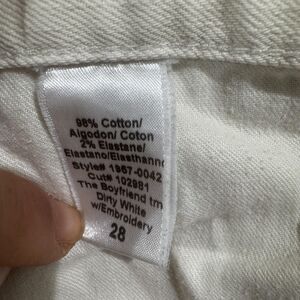 98% Cotton/
Algodon/ Coton
2% Elastane/
Elastano/Elasthanne
Style# 1967-0042
Cut# 102981
The Boyfriend tm
Dirty White
w/Embroidery
28